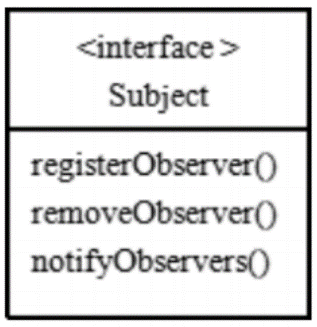 <interface >
Subject
registerObserver()
removeObserver()
notifyObservers()